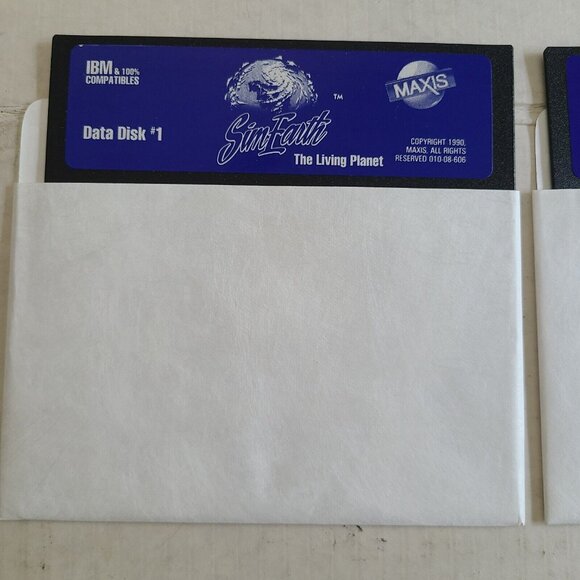 IBM & 100%
COMPATIBLES
Data Disk #1
SimEarth
TM
The Living Planet
MAXIS
COPYRIGHT 1990,
MAXIS, ALL RIGHTS
RESERVED 010-08-606